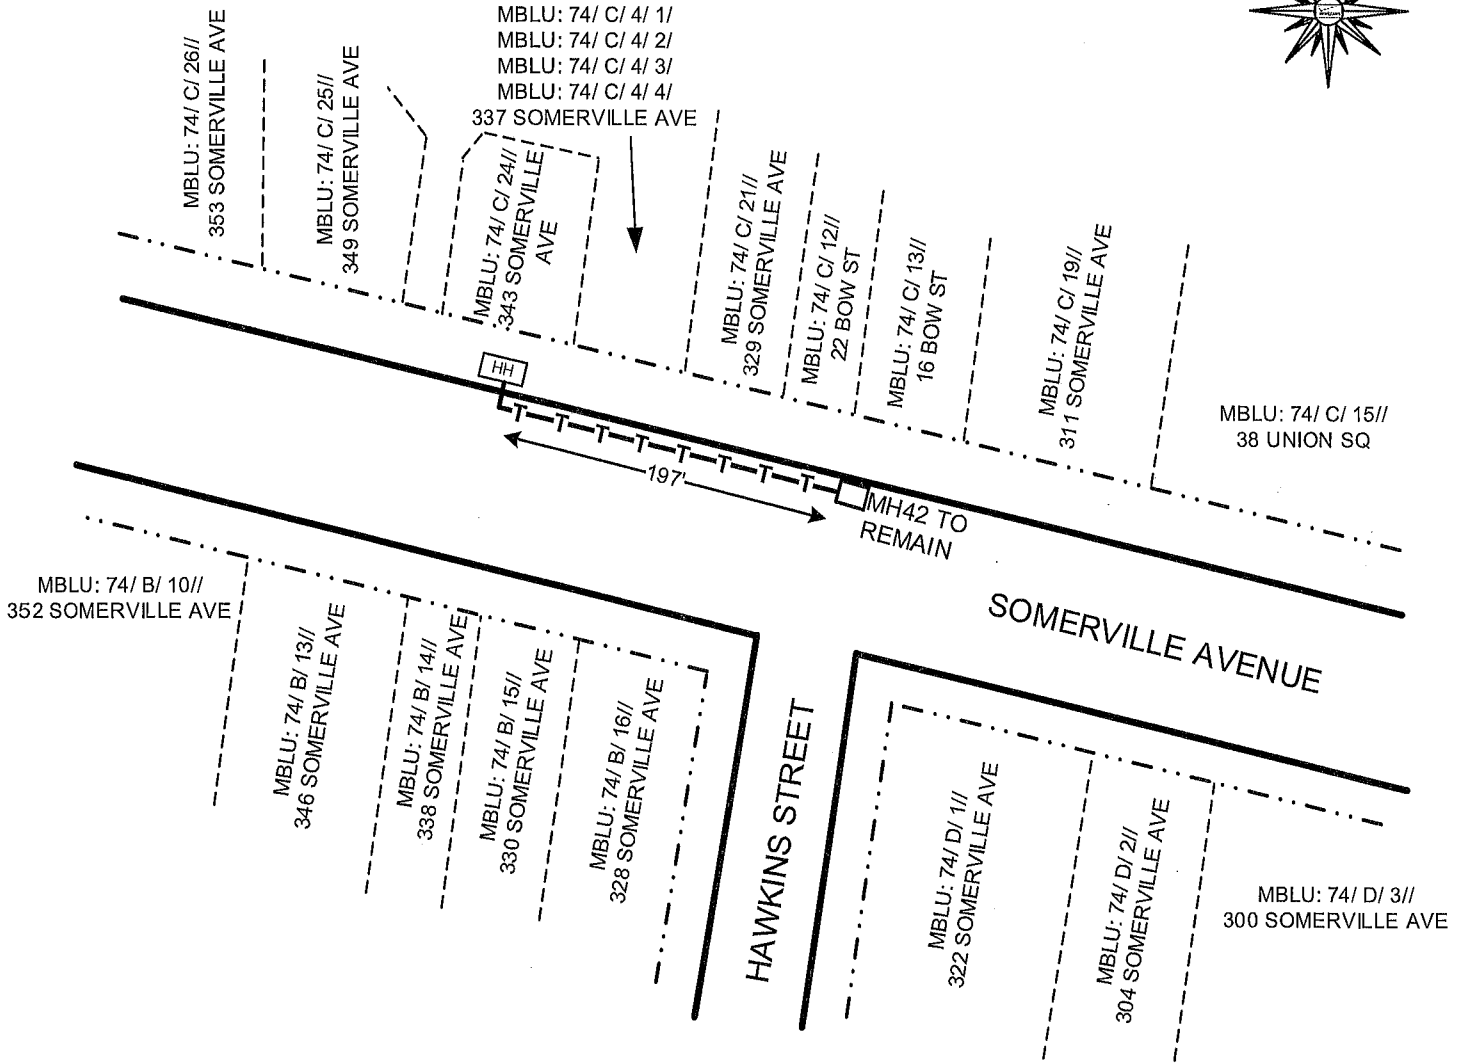 MBLU: 74/ C/ 26//
353 SOMERVILLE AVE
MBLU: 74/ C/ 25//
349 SOMERVILLE AVE
MBLU: 74/ C/ 4/ 1/
MBLU: 74/ C/ 4/ 2/
MBLU: 74/ C/ 4/ 3/
MBLU: 74/ C/ 4/ 4/
337 SOMERVILLE AVE
MBLU: 74/ C/ 24//
343 SOMERVILLE
AVE
MBLU: 74/ C/ 21//
329 SOMERVILLE AVE
MBLU: 74/ C/ 12//
22 BOW ST
MBLU: 74/ C/ 13//
16 BOW ST
MBLU: 74/ C/ 19//
311 SOMERVILLE AVE
MBLU: 74/ C/ 15//
38 UNION SQ
HH
T T T T T T T T
197'
MH42 TO
REMAIN
SOMERVILLE AVENUE
MBLU: 74/ B/ 10//
352 SOMERVILLE AVE
MBLU: 74/ B/ 13//
346 SOMERVILLE AVE
MBLU: 74/ B/ 14//
338 SOMERVILLE AVE
MBLU: 74/ B/ 15//
330 SOMERVILLE AVE
MBLU: 74/ B/ 16//
328 SOMERVILLE AVE
HAWKINS STREET
MBLU: 74/ D/ 1//
322 SOMERVILLE AVE
MBLU: 74/ D/ 2//
304 SOMERVILLE AVE
MBLU: 74/ D/ 3//
300 SOMERVILLE AVE